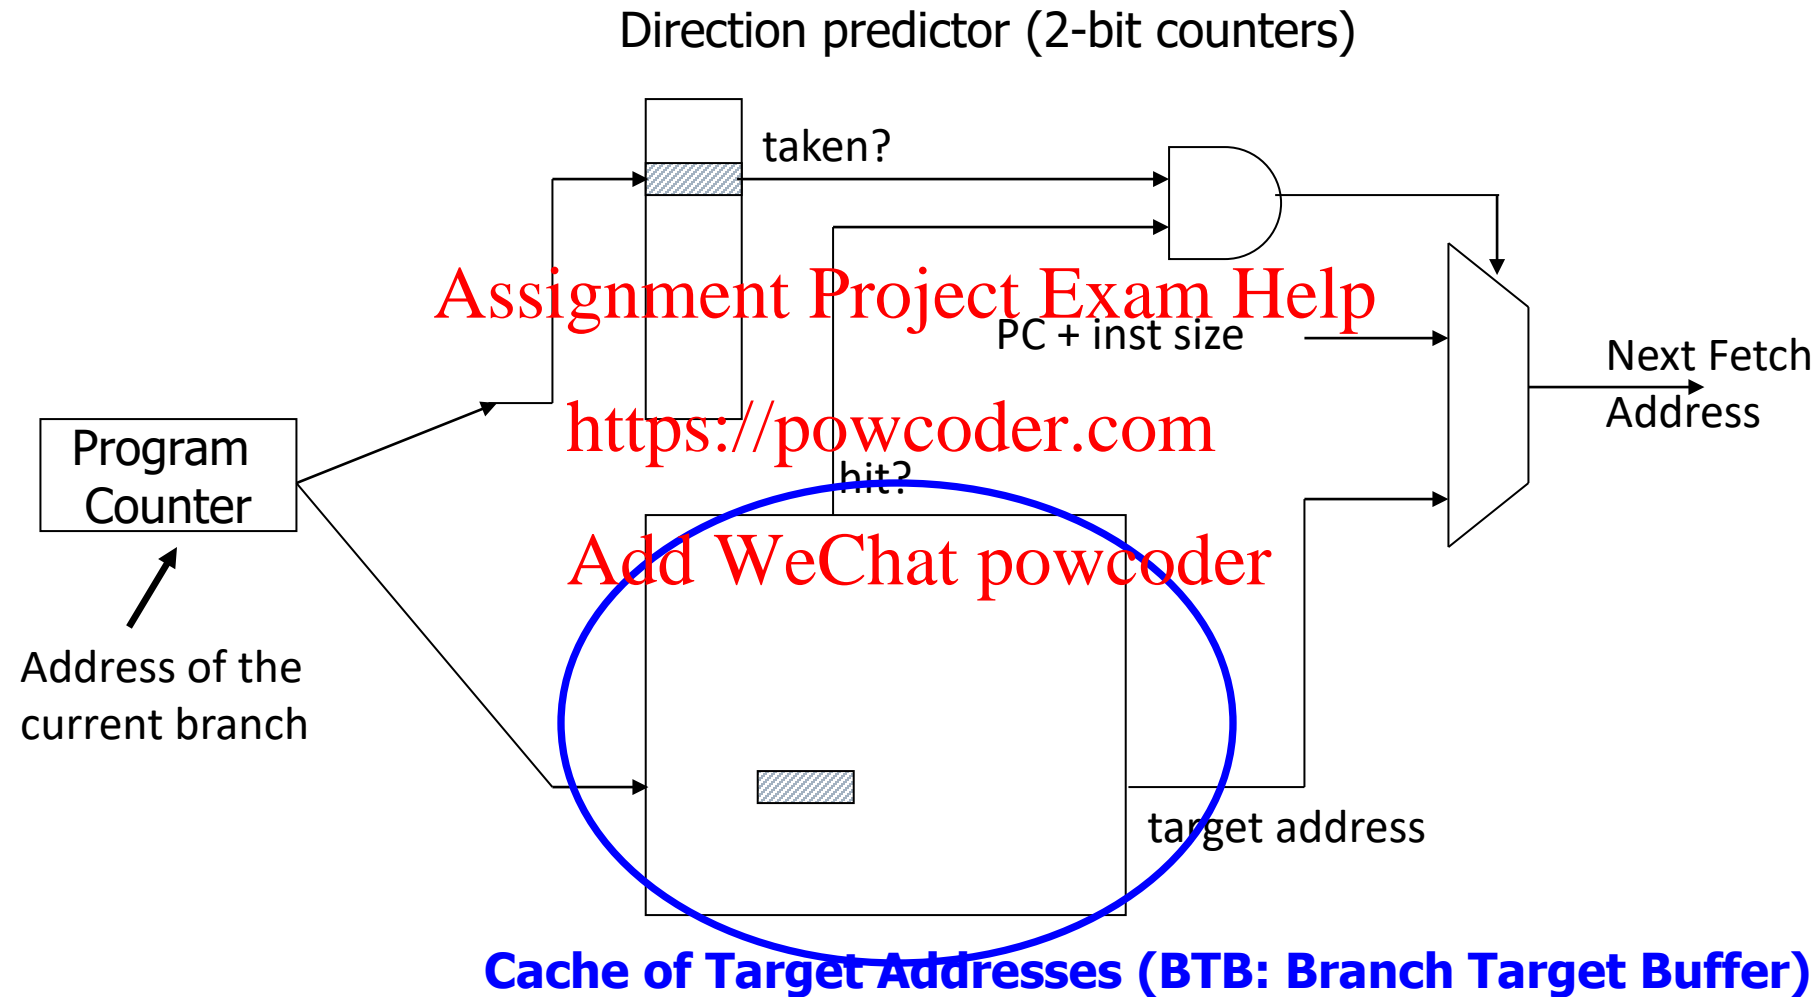 Direction predictor (2-bit counters)
taken?
Assignment Project Exam Help
PC + inst size
Next Fetch
Address
https://powcoder.com
Program
Counter
hit?
Add WeChat powcoder
Address of the
current branch
target address
Cache of Target Addresses (BTB: Branch Target Buffer)